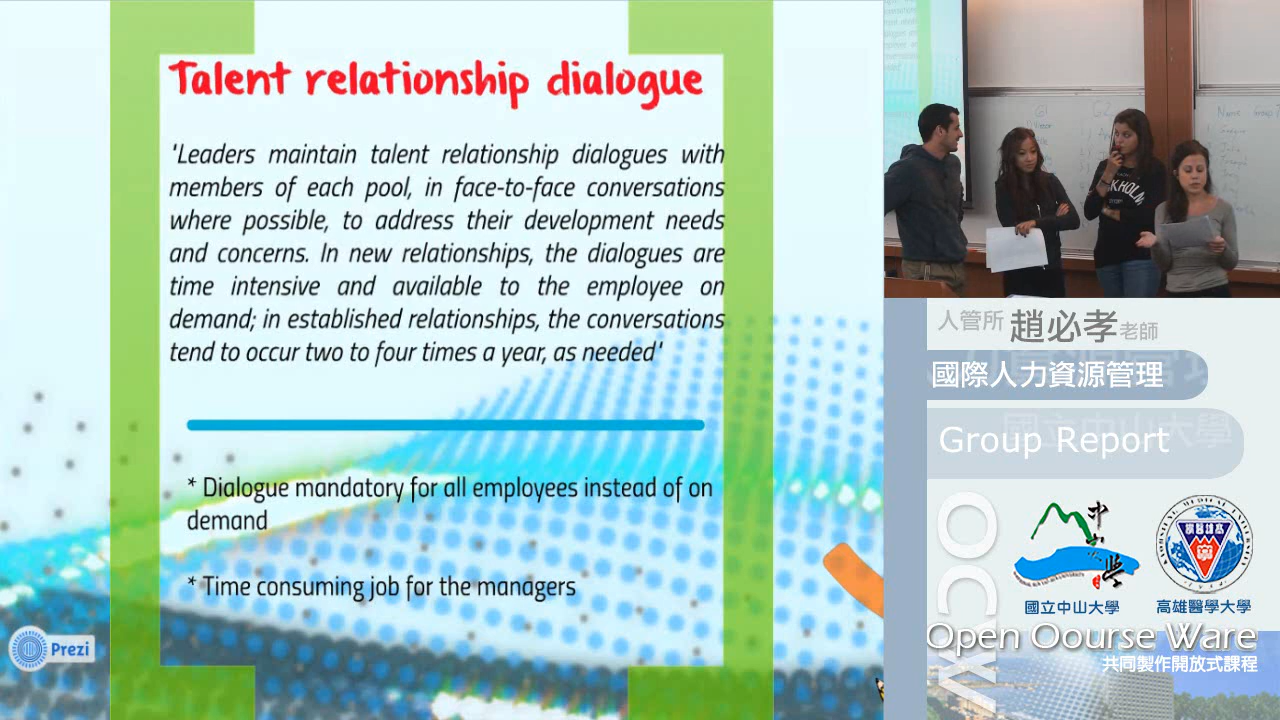 Talent relationship dialogue
'Leaders maintain talent relationship dialogues with
members of each pool, in face-to-face conversations
where possible, to address their development needs
and concerns. In new relationships, the dialogues are
time intensive and available to the employee on
demand; in established relationships, the conversations
tend to occur two to four times a year, as needed'
* Dialogue mandatory for all employees instead of on
demand
* Time consuming job for the managers
Prezi
人管所 趙必孝老師
國際人力資源管理
國立中山大學
Group Report
OCW
國立中山大學
高雄醫學大學
Open Oourse Ware
共同製作開放式課程